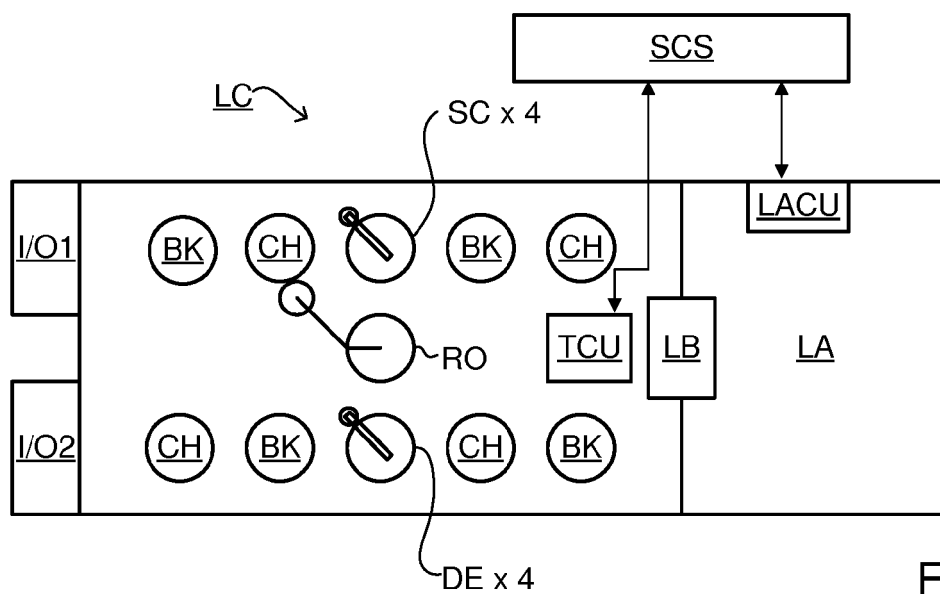 SCS
LC
SC x 4
I/O1
BK
CH
BK
CH
LACU
RO
TCU
LB
LA
I/O2
CH
BK
CH
BK
DE x 4
F